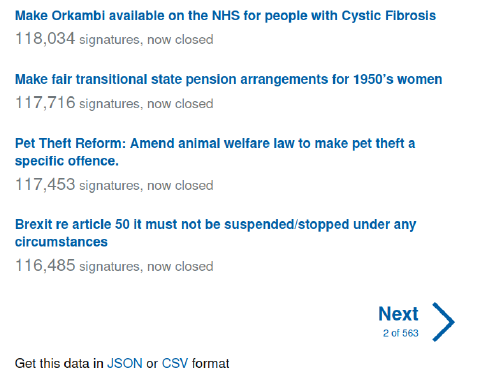 Make Orkambi available on the NHS for people with Cystic Fibrosis
118,034 signatures, now closed
Make fair transitional state pension arrangements for 1950's women
117,716 signatures, now closed
Pet Theft Reform: Amend animal welfare law to make pet theft a
specific offence.
117,453 signatures, now closed
Brexit re article 50 it must not be suspended/stopped under any
circumstances
116,485 signatures, now closed
Next
2 of 563
Get this data in JSON or CSV format